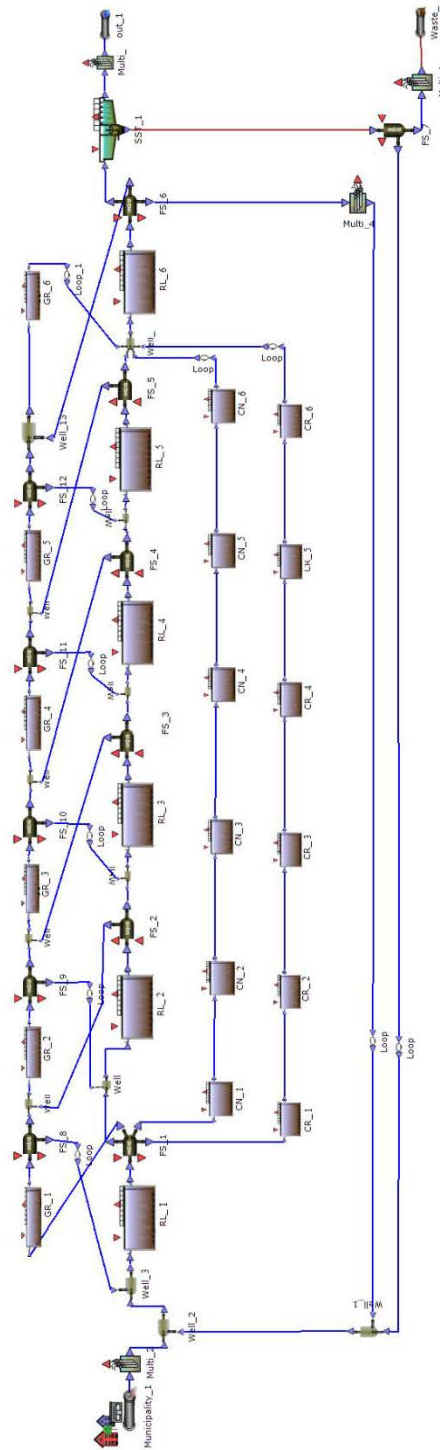 GR_1
GR_2
GR_3
GR_4
GR_5
GR_6
Well
Well
Well
Well
Well_13
Loop_1
FS_8
FS_9
FS_10
FS_11
FS_12
Loop
Loop
Loop
Loop
Loop
out_1
Multi_
Well
Well
Well
Well
SST_1
Municipality_1
Multi_2
Well_3
RL_1
FS_1
RL_2
FS_2
RL_3
FS_3
RL_4
FS_4
RL_5
FS_5
Well_
RL_6
FS_6
Well_2
Loop
CN_1
CN_2
CN_3
CN_4
CN_5
CN_6
Loop
CR_1
CR_2
CR_3
CR_4
CR_5
CR_6
Multi_4
Well_1
Loop
Loop
FS_7
Waste_